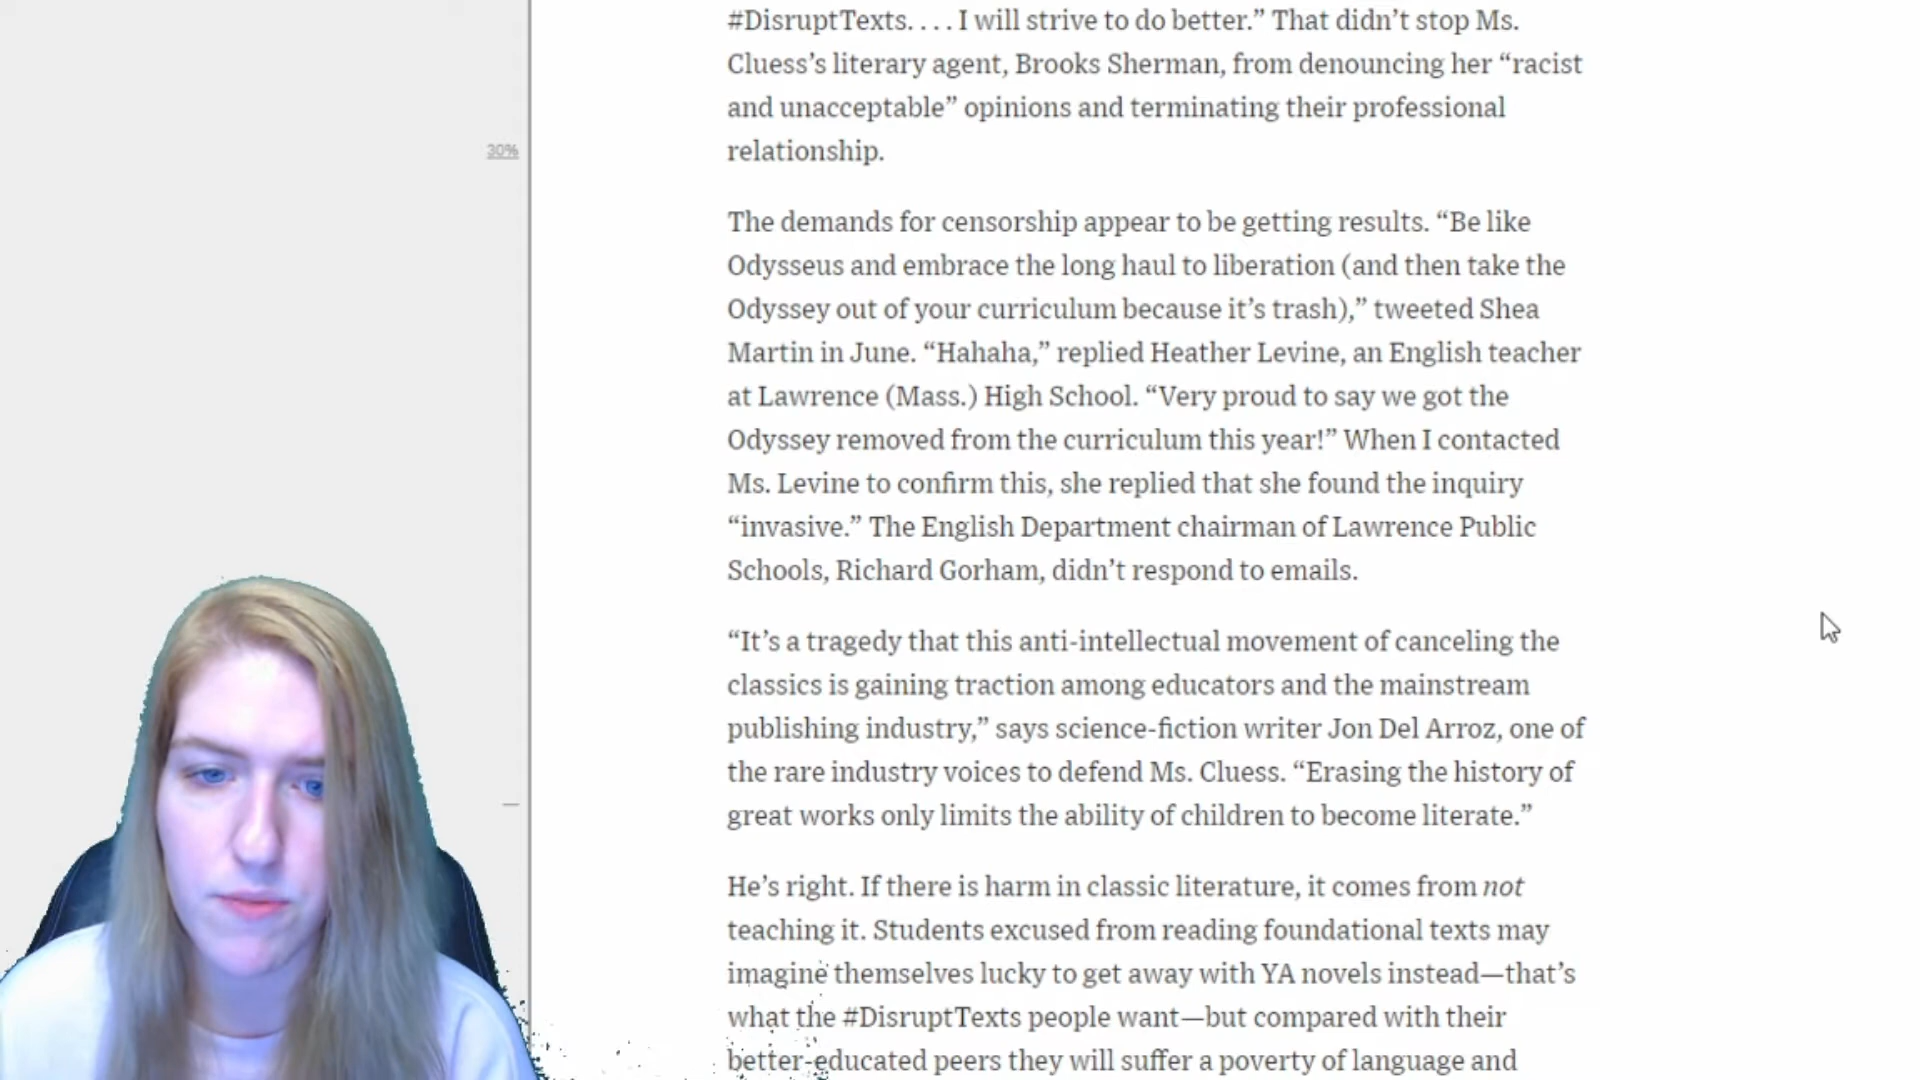 #DisruptTexts. . . . I will strive to do better.” That didn’t stop Ms.
Cluess’s literary agent, Brooks Sherman, from denouncing her “racist
and unacceptable” opinions and terminating their professional
30%
relationship.
The demands for censorship appear to be getting results. “Be like
Odysseus and embrace the long haul to liberation (and then take the
Odyssey out of your curriculum because it’s trash),” tweeted Shea
Martin in June. “Hahaha,” replied Heather Levine, an English teacher
at Lawrence (Mass.) High School. “Very proud to say we got the
Odyssey removed from the curriculum this year!” When I contacted
Ms. Levine to confirm this, she replied that she found the inquiry
“invasive.” The English Department chairman of Lawrence Public
Schools, Richard Gorham, didn’t respond to emails.
“It’s a tragedy that this anti-intellectual movement of canceling the
classics is gaining traction among educators and the mainstream
publishing industry,” says science-fiction writer Jon Del Arroz, one of
the rare industry voices to defend Ms. Cluess. “Erasing the history of
great works only limits the ability of children to become literate.”
He’s right. If there is harm in classic literature, it comes from not
teaching it. Students excused from reading foundational texts may
imagine themselves lucky to get away with YA novels instead—that’s
what the #DisruptTexts people want—but compared with their
better-educated peers they will suffer a poverty of language and